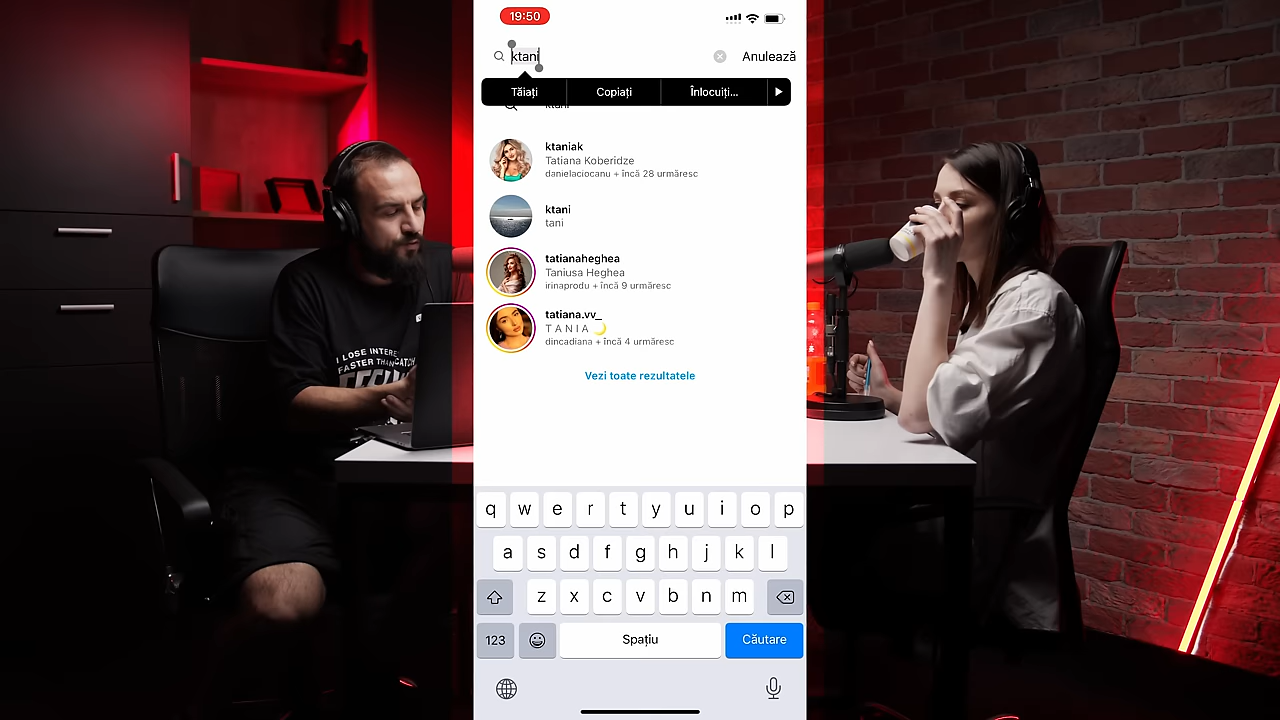 19:50
ktani
Anulează
Tăiați
Copiați
Înlocuiți...
ktani
ktaniak
Tatiana Koberidze
danielaciocanu + încă 28 urmăresc
ktani
tani
tatianaheghea
Taniusa Heghea
irinaprodu + încă 9 urmăresc
tatiana.vv_
T A N I A 🌙
dincadiana + încă 4 urmăresc
Vezi toate rezultatele
I LOSE INTERE
FASTER THAN CATCH
q w e r t y u i o p
a s d f g h j k l
z x c v b n m
123
Spațiu
Căutare